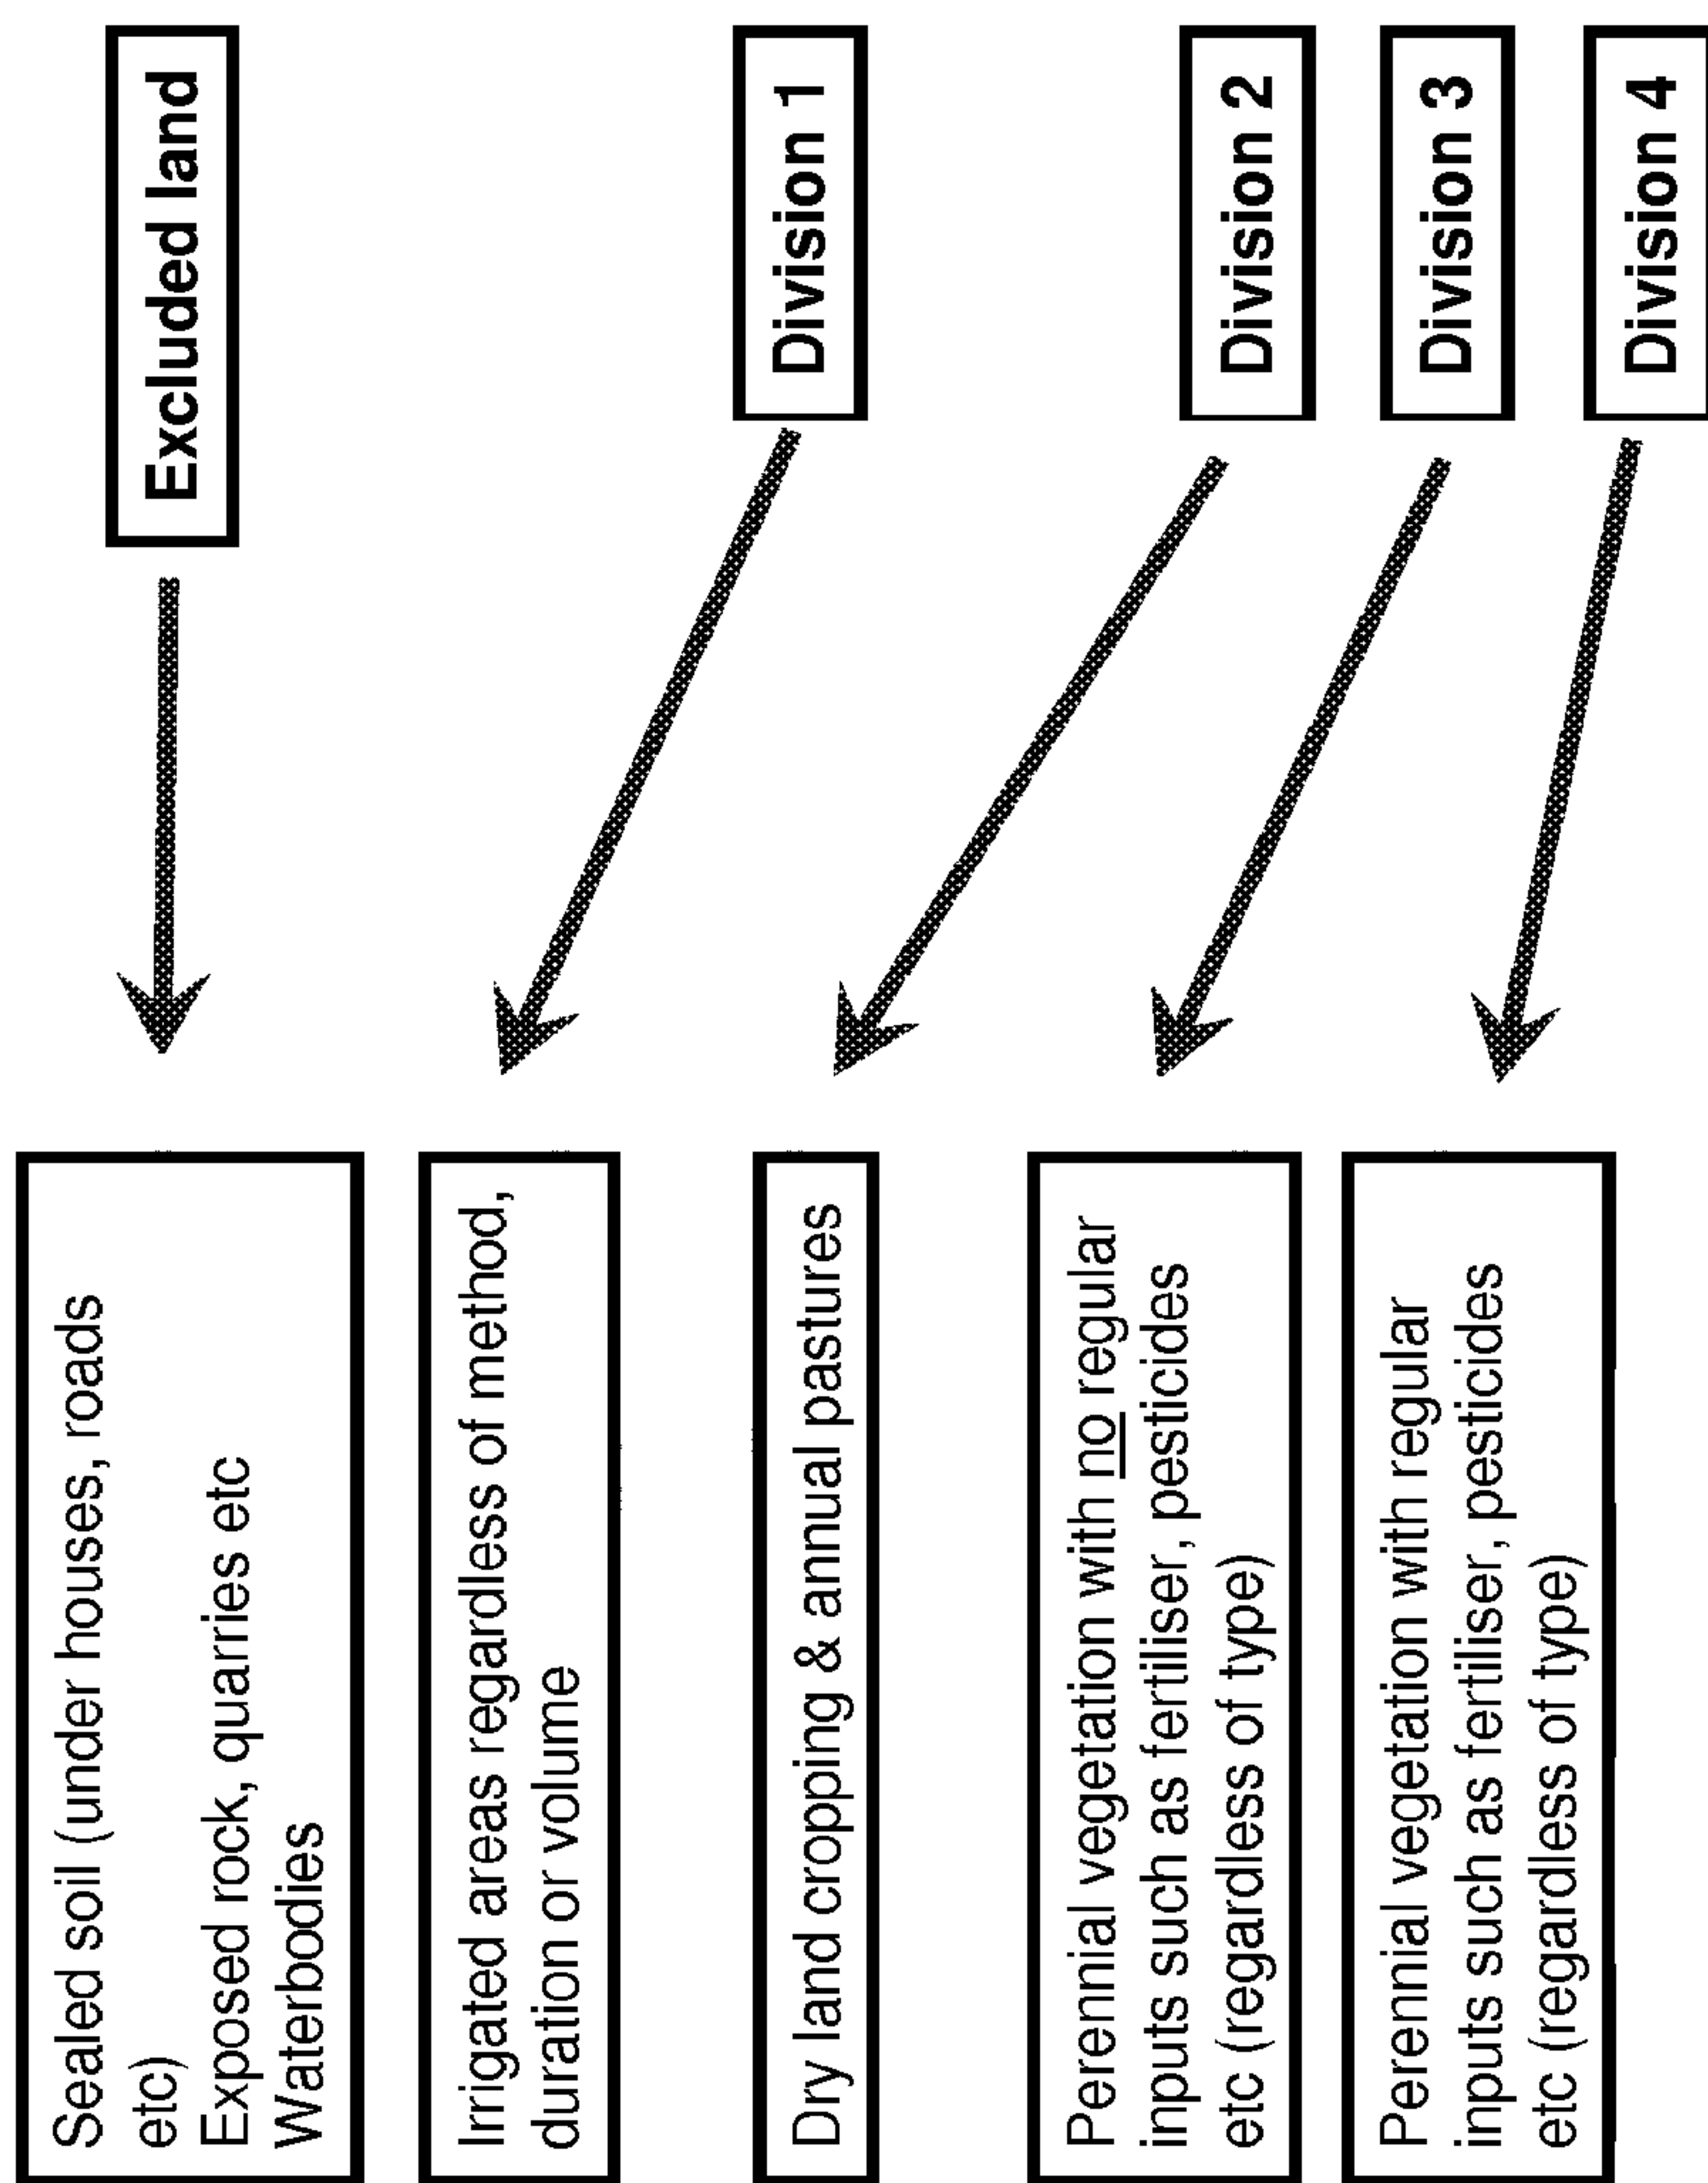 Sealed soil (under houses, roads
etc)
Exposed rock, quarries etc
Waterbodies
Excluded land
Irrigated areas regardless of method,
duration or volume
Division 1
Dry land cropping & annual pastures
Division 2
Perennial vegetation with no regular
inputs such as fertiliser, pesticides
etc (regardless of type)
Division 3
Perennial vegetation with regular
inputs such as fertiliser, pesticides
etc (regardless of type)
Division 4